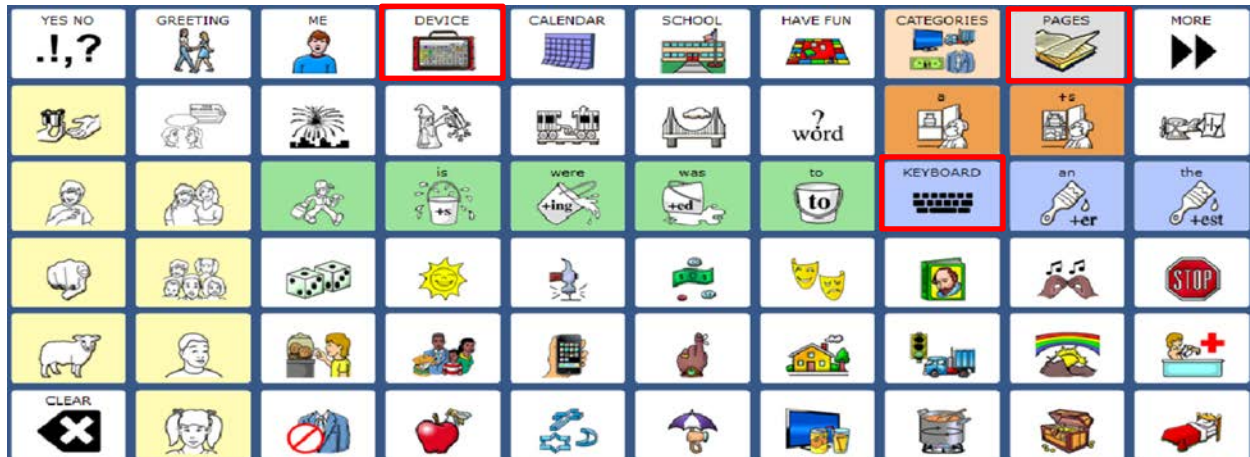 YES NO GREETING ME DEVICE CALENDAR SCHOOL HAVE FUN CATEGORIES PAGES MORE
.!,?
a +s
?
word
is were was to KEYBOARD an the
+s +ing +ed to +er +est
STOP
CLEAR